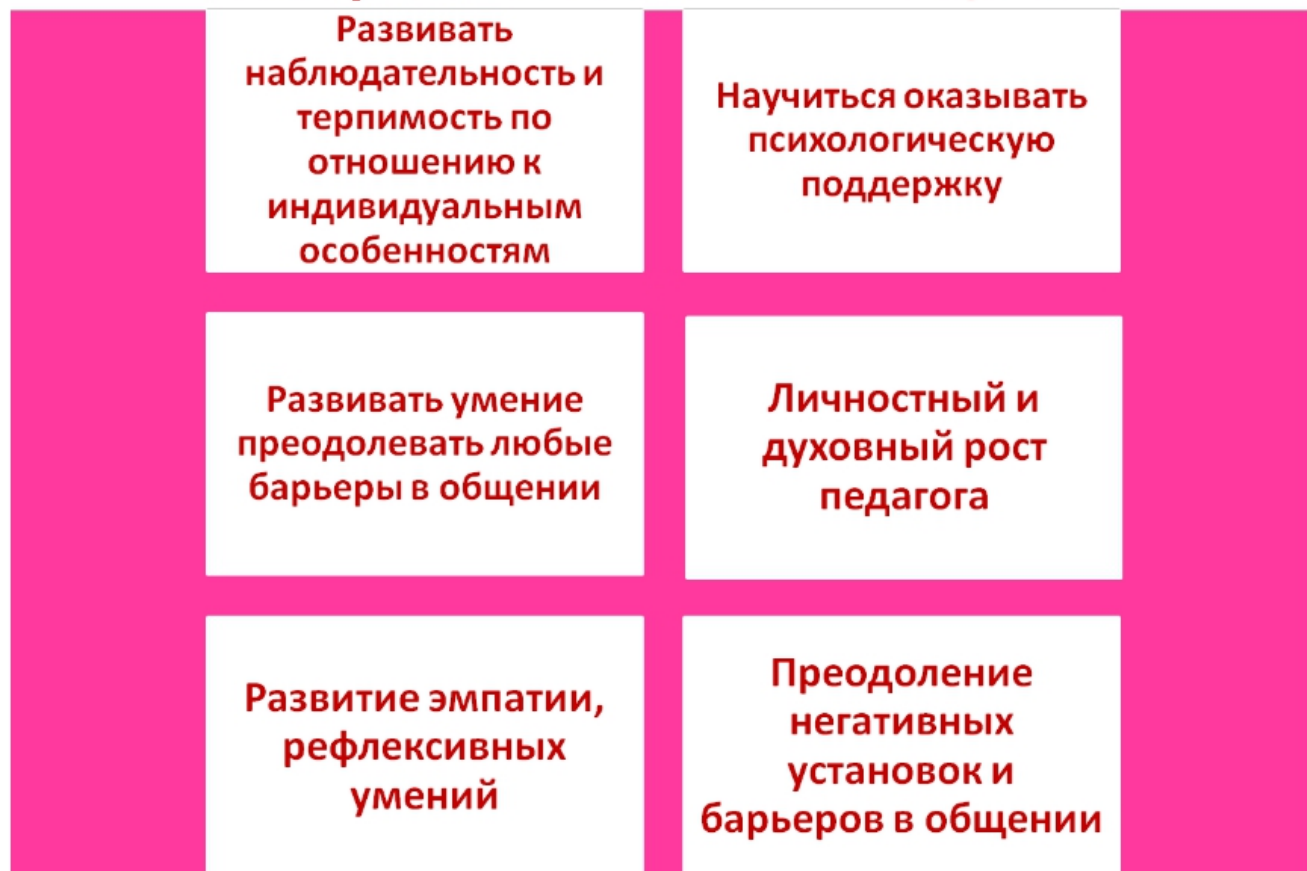 Развивать
наблюдательность и
терпимость по
отношению к
индивидуальным
особенностям
Научиться оказывать
психологическую
поддержку
Развивать умение
преодолевать любые
барьеры в общении
Личностный и
духовный рост
педагога
Развитие эмпатии,
рефлексивных
умений
Преодоление
негативных
установок и
барьеров в общении